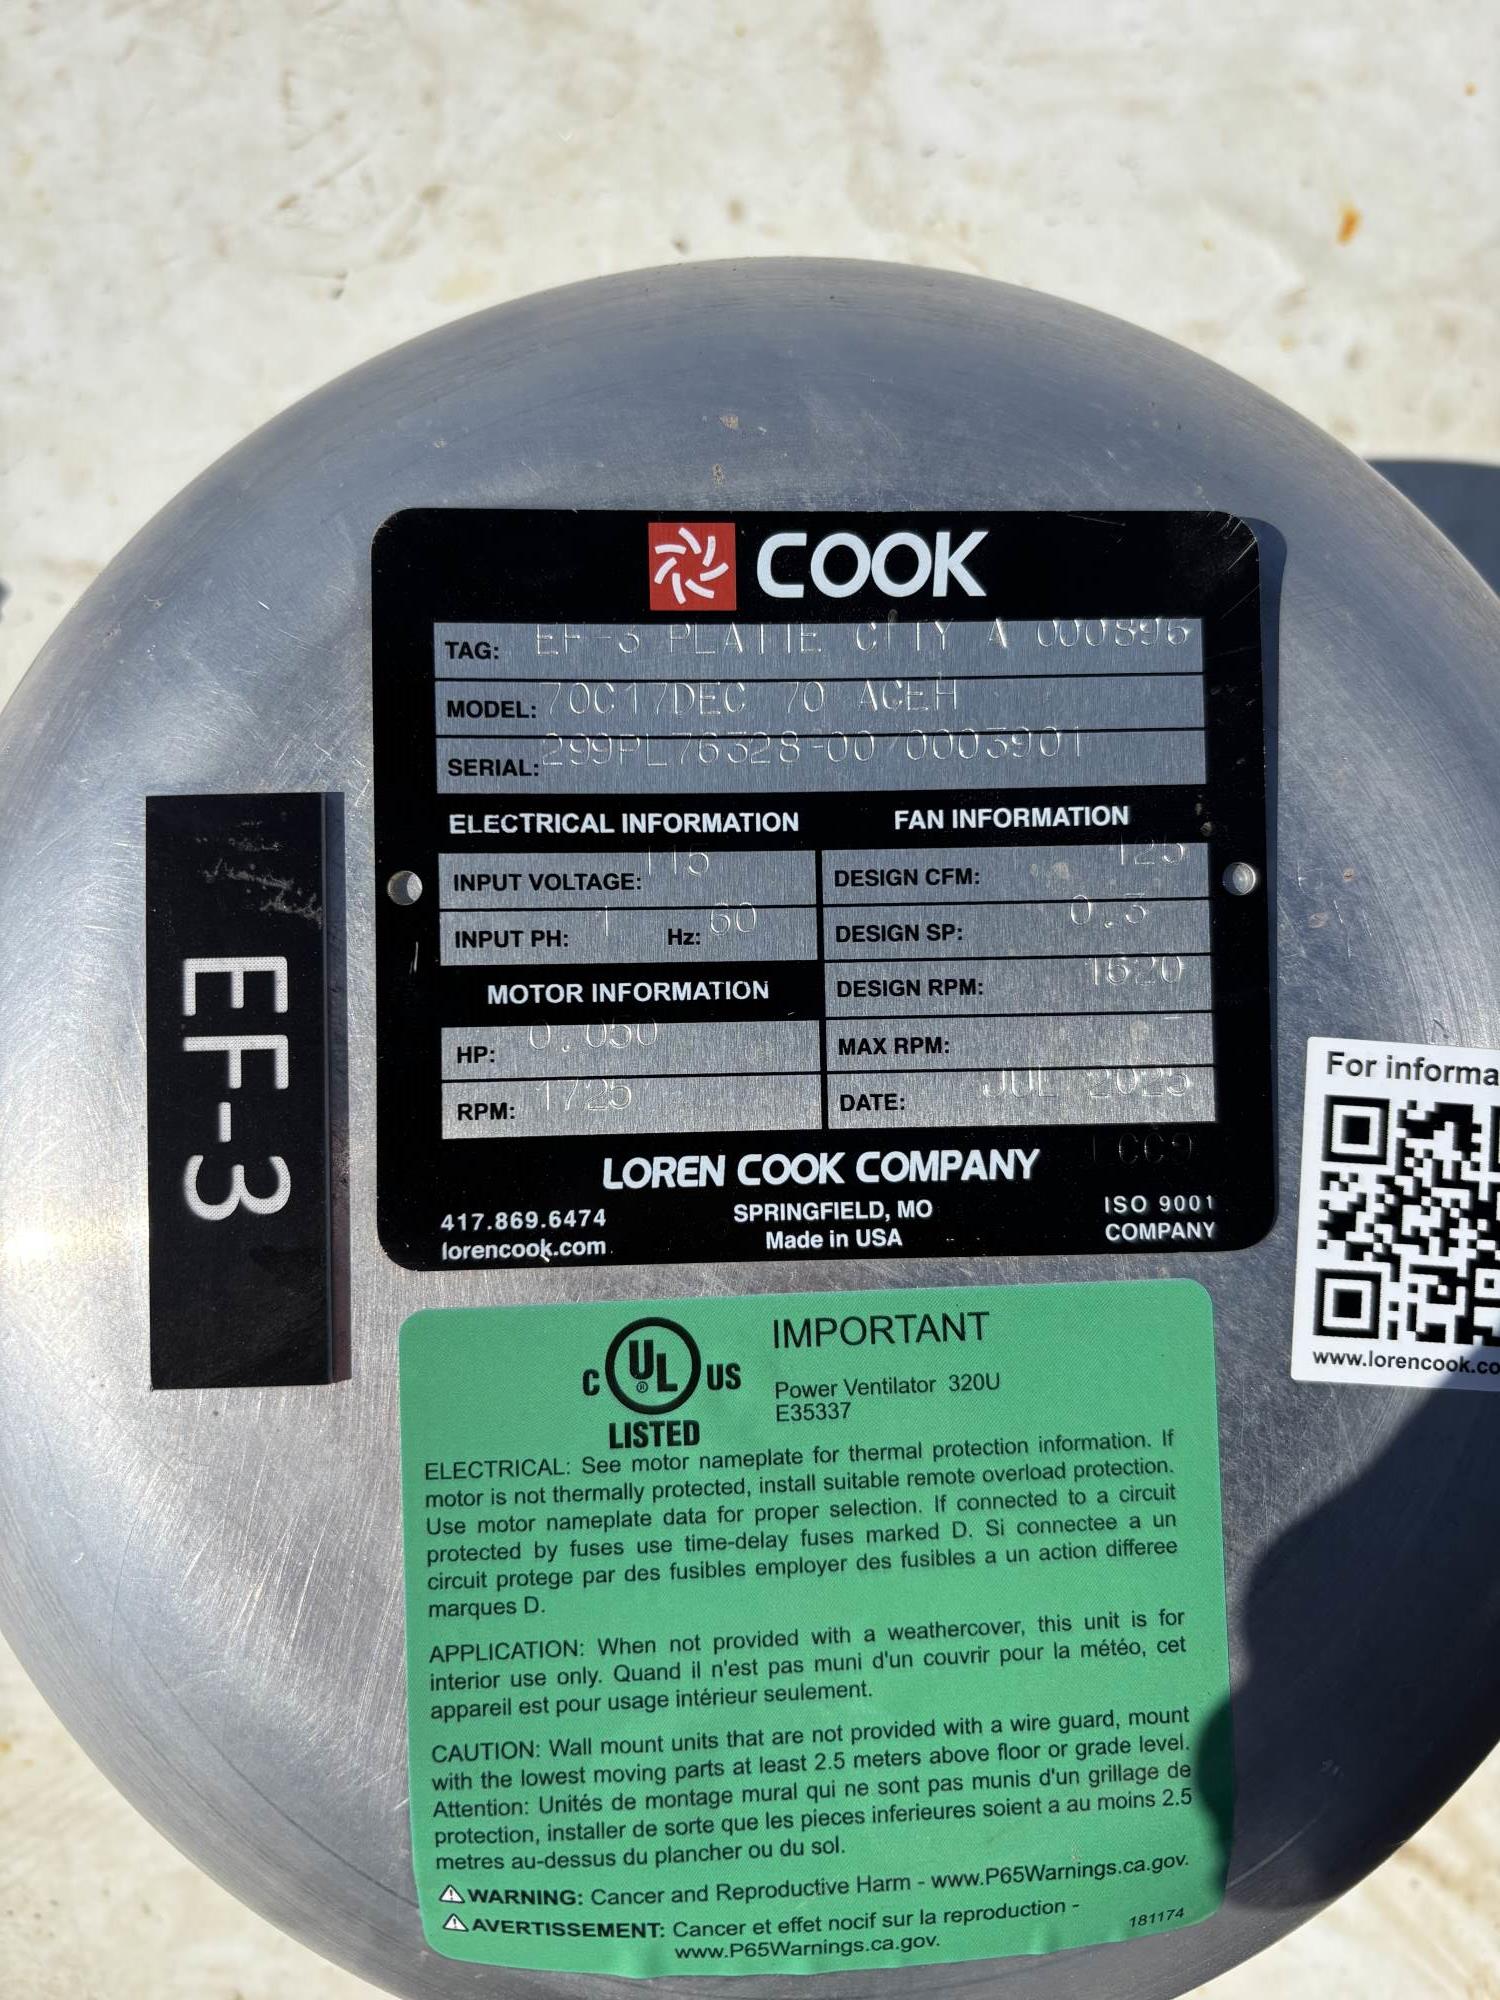 COOK
TAG: EF-3 PLATTE CITY A 000896
MODEL: 70C17DEC 70 ACEH
SERIAL: 299PL76328-00/0003901
ELECTRICAL INFORMATION
FAN INFORMATION
INPUT VOLTAGE: 115
INPUT PH: 1 Hz: 60
MOTOR INFORMATION
HP: 0.050
RPM: 1725
DESIGN CFM: 125
DESIGN SP: 0.3
DESIGN RPM: 1620
MAX RPM: -
DATE: JUL 2025
LOREN COOK COMPANY
417.869.6474
lorencook.com
SPRINGFIELD, MO
Made in USA
ISO 9001
COMPANY
EF-3
For informa
www.lorencook.co
C UL US
LISTED
IMPORTANT
Power Ventilator 320U
E35337
ELECTRICAL: See motor nameplate for thermal protection information. If
motor is not thermally protected, install suitable remote overload protection.
Use motor nameplate data for proper selection. If connected to a circuit
protected by fuses use time-delay fuses marked D. Si connectee a un
circuit protege par des fusibles employer des fusibles a un action differee
marques D.
APPLICATION: When not provided with a weathercover, this unit is for
interior use only. Quand il n'est pas muni d'un couvrir pour la météo, cet
appareil est pour usage intérieur seulement.
CAUTION: Wall mount units that are not provided with a wire guard, mount
with the lowest moving parts at least 2.5 meters above floor or grade level.
Attention: Unités de montage mural qui ne sont pas munis d'un grillage de
protection, installer de sorte que les pieces inferieures soient a au moins 2.5
metres au-dessus du plancher ou du sol.
WARNING: Cancer and Reproductive Harm - www.P65Warnings.ca.gov.
AVERTISSEMENT: Cancer et effet nocif sur la reproduction -
www.P65Warnings.ca.gov.
181174